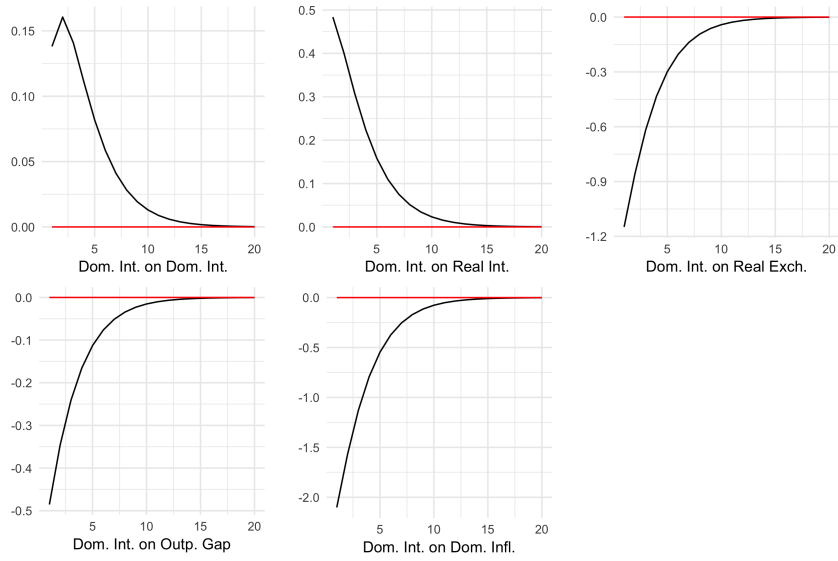 0.15
0.10
0.05
0.00
5 10 15 20
Dom. Int. on Dom. Int.
0.5
0.4
0.3
0.2
0.1
0.0
5 10 15 20
Dom. Int. on Real Int.
0.0
-0.3
-0.6
-0.9
-1.2
5 10 15 20
Dom. Int. on Real Exch.
0.0
-0.1
-0.2
-0.3
-0.4
-0.5
5 10 15 20
Dom. Int. on Outp. Gap
0.0
-0.5
-1.0
-1.5
-2.0
5 10 15 20
Dom. Int. on Dom. Infl.